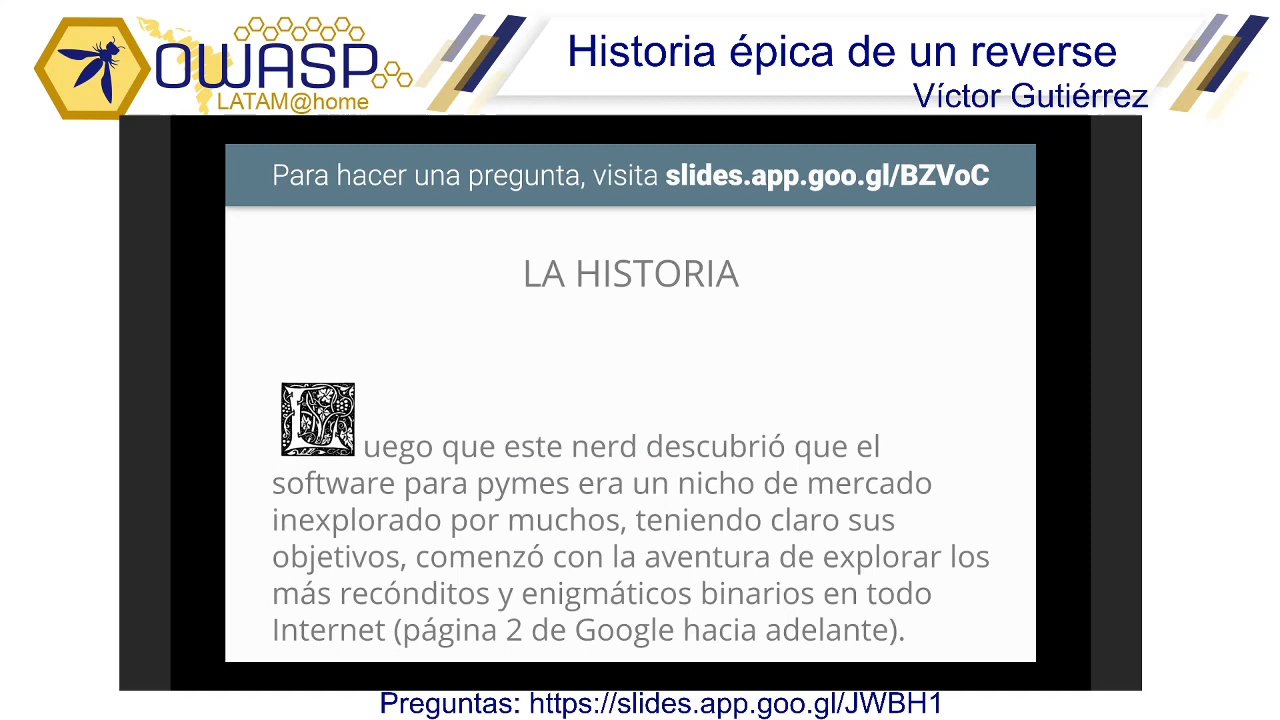 OWASP
LATAM@home
Historia épica de un reverse
Víctor Gutiérrez
Para hacer una pregunta, visita slides.app.goo.gl/BZVoC
LA HISTORIA
Luego que este nerd descubrió que el
software para pymes era un nicho de mercado
inexplorado por muchos, teniendo claro sus
objetivos, comenzó con la aventura de explorar los
más recónditos y enigmáticos binarios en todo
Internet (página 2 de Google hacia adelante).
Preguntas: https://slides.app.goo.gl/JWBH1